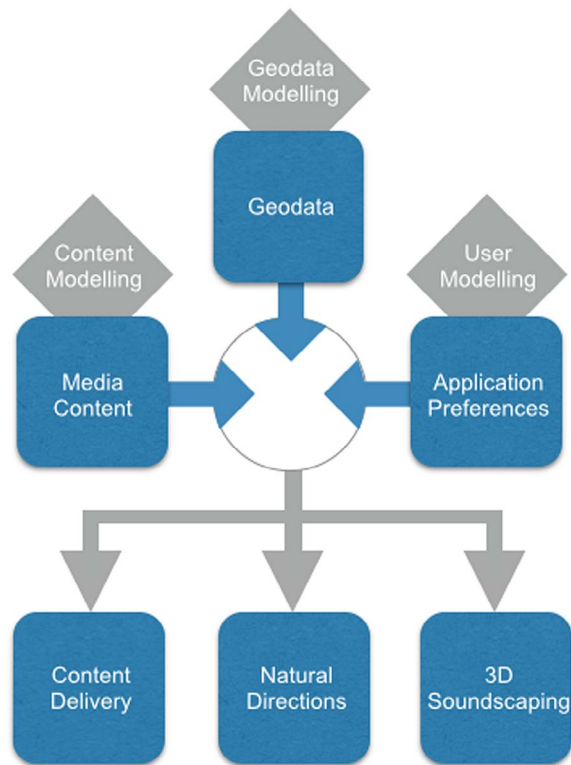 Geodata
Modelling
Geodata
Content
Modelling
User
Modelling
Media
Content
Application
Preferences
Content
Delivery
Natural
Directions
3D
Soundscaping